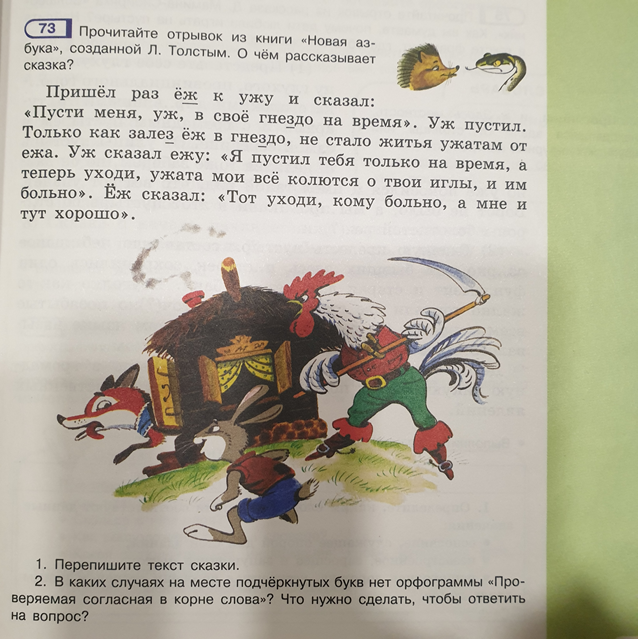 73 Прочитайте отрывок из книги «Новая аз-
бука», созданной Л. Толстым. О чём рассказывает
сказка?
Пришёл раз ёж к ужу и сказал:
«Пусти меня, уж, в своё гнездо на время». Уж пустил.
Только как залез ёж в гнездо, не стало житья ужатам от
ежа. Уж сказал ежу: «Я пустил тебя только на время, а
теперь уходи, ужата мои всё колются о твои иглы, и им
больно». Ёж сказал: «Тот уходи, кому больно, а мне и
тут хорошо».
1. Перепишите текст сказки.
2. В каких случаях на месте подчёркнутых букв нет орфограммы «Про-
веряемая согласная в корне слова»? Что нужно сделать, чтобы ответить
на вопрос?